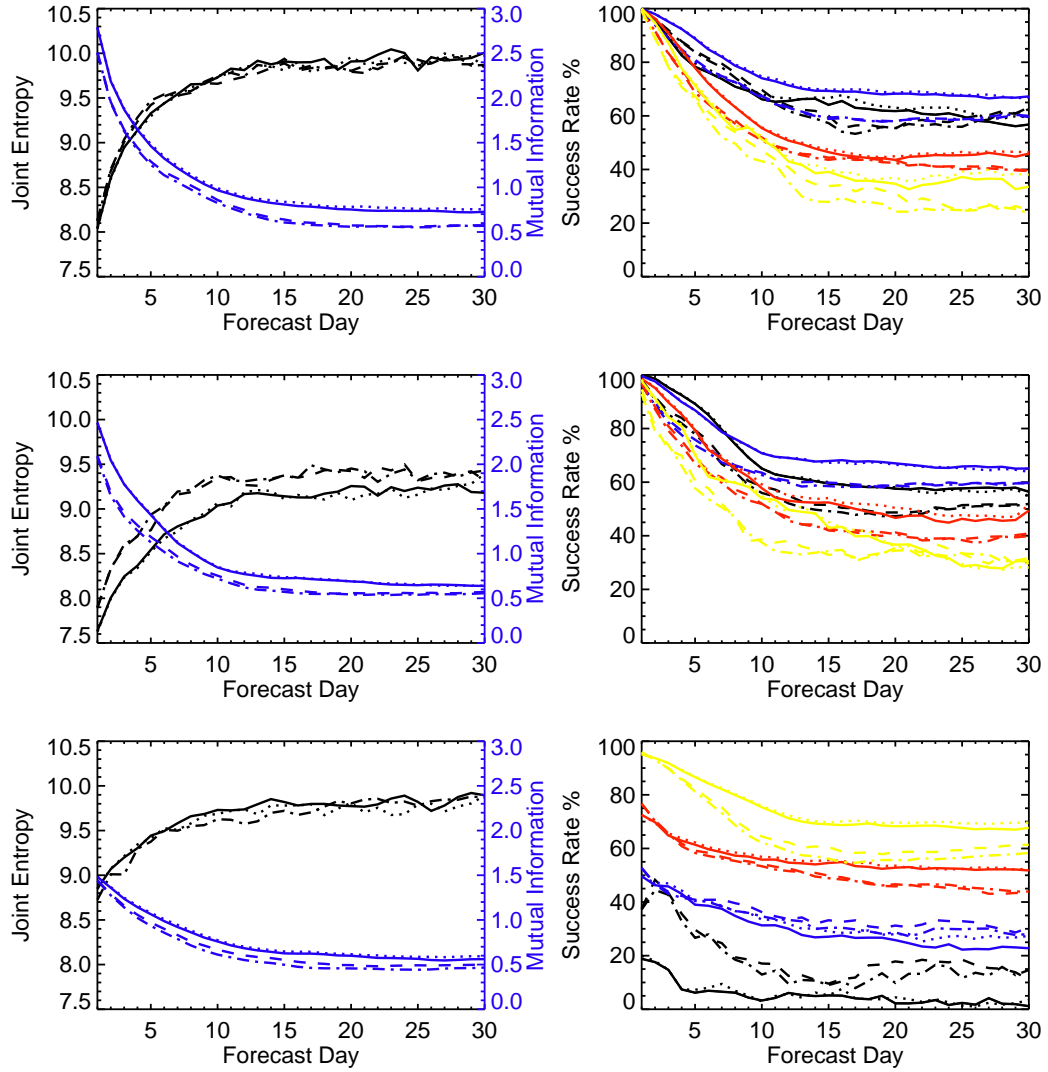 10.5
10.0
9.5
9.0
8.5
8.0
7.5
Joint Entropy
3.0
2.5
2.0
1.5
1.0
0.5
0.0
Mutual Information
5 10 15 20 25 30
Forecast Day
100
80
60
40
20
0
Success Rate %
5 10 15 20 25 30
Forecast Day
10.5
10.0
9.5
9.0
8.5
8.0
7.5
Joint Entropy
3.0
2.5
2.0
1.5
1.0
0.5
0.0
Mutual Information
5 10 15 20 25 30
Forecast Day
100
80
60
40
20
0
Success Rate %
5 10 15 20 25 30
Forecast Day
10.5
10.0
9.5
9.0
8.5
8.0
7.5
Joint Entropy
3.0
2.5
2.0
1.5
1.0
0.5
0.0
Mutual Information
5 10 15 20 25 30
Forecast Day
100
80
60
40
20
0
Success Rate %
5 10 15 20 25 30
Forecast Day